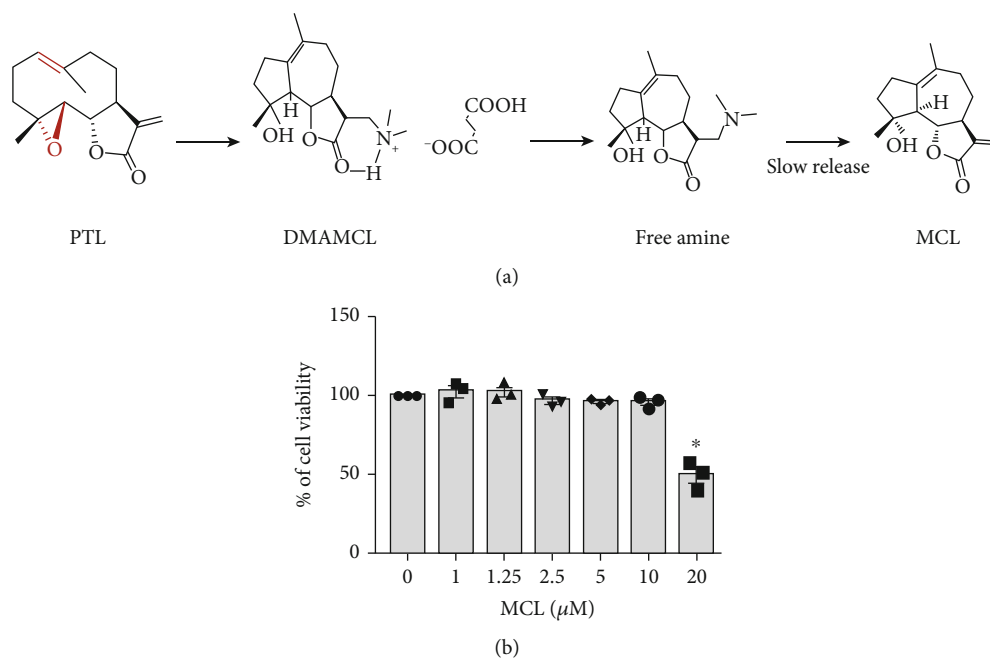 O
O
O
H
OH
O
O
H
N
+
COOH
⁻OOC
H
OH
O
O
N
Slow release
H
OH
O
O
PTL
DMAMCL
Free amine
MCL
(a)
150
100
50
0
% of cell viability
*
0 1 1.25 2.5 5 10 20
MCL (μM)
(b)